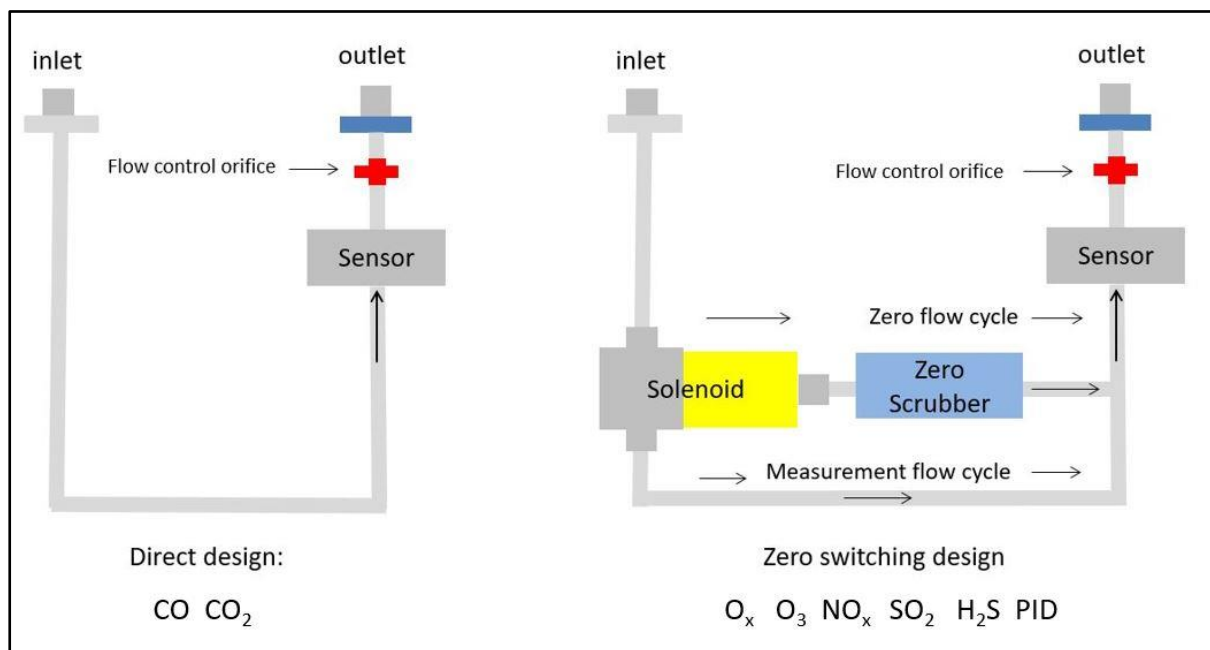 inlet
outlet
Flow control orifice
Sensor
Direct design:
CO CO₂
inlet
outlet
Flow control orifice
Sensor
Zero flow cycle
Solenoid
Zero
Scrubber
Measurement flow cycle
Zero switching design
Oₓ O₃ NOₓ SO₂ H₂S PID